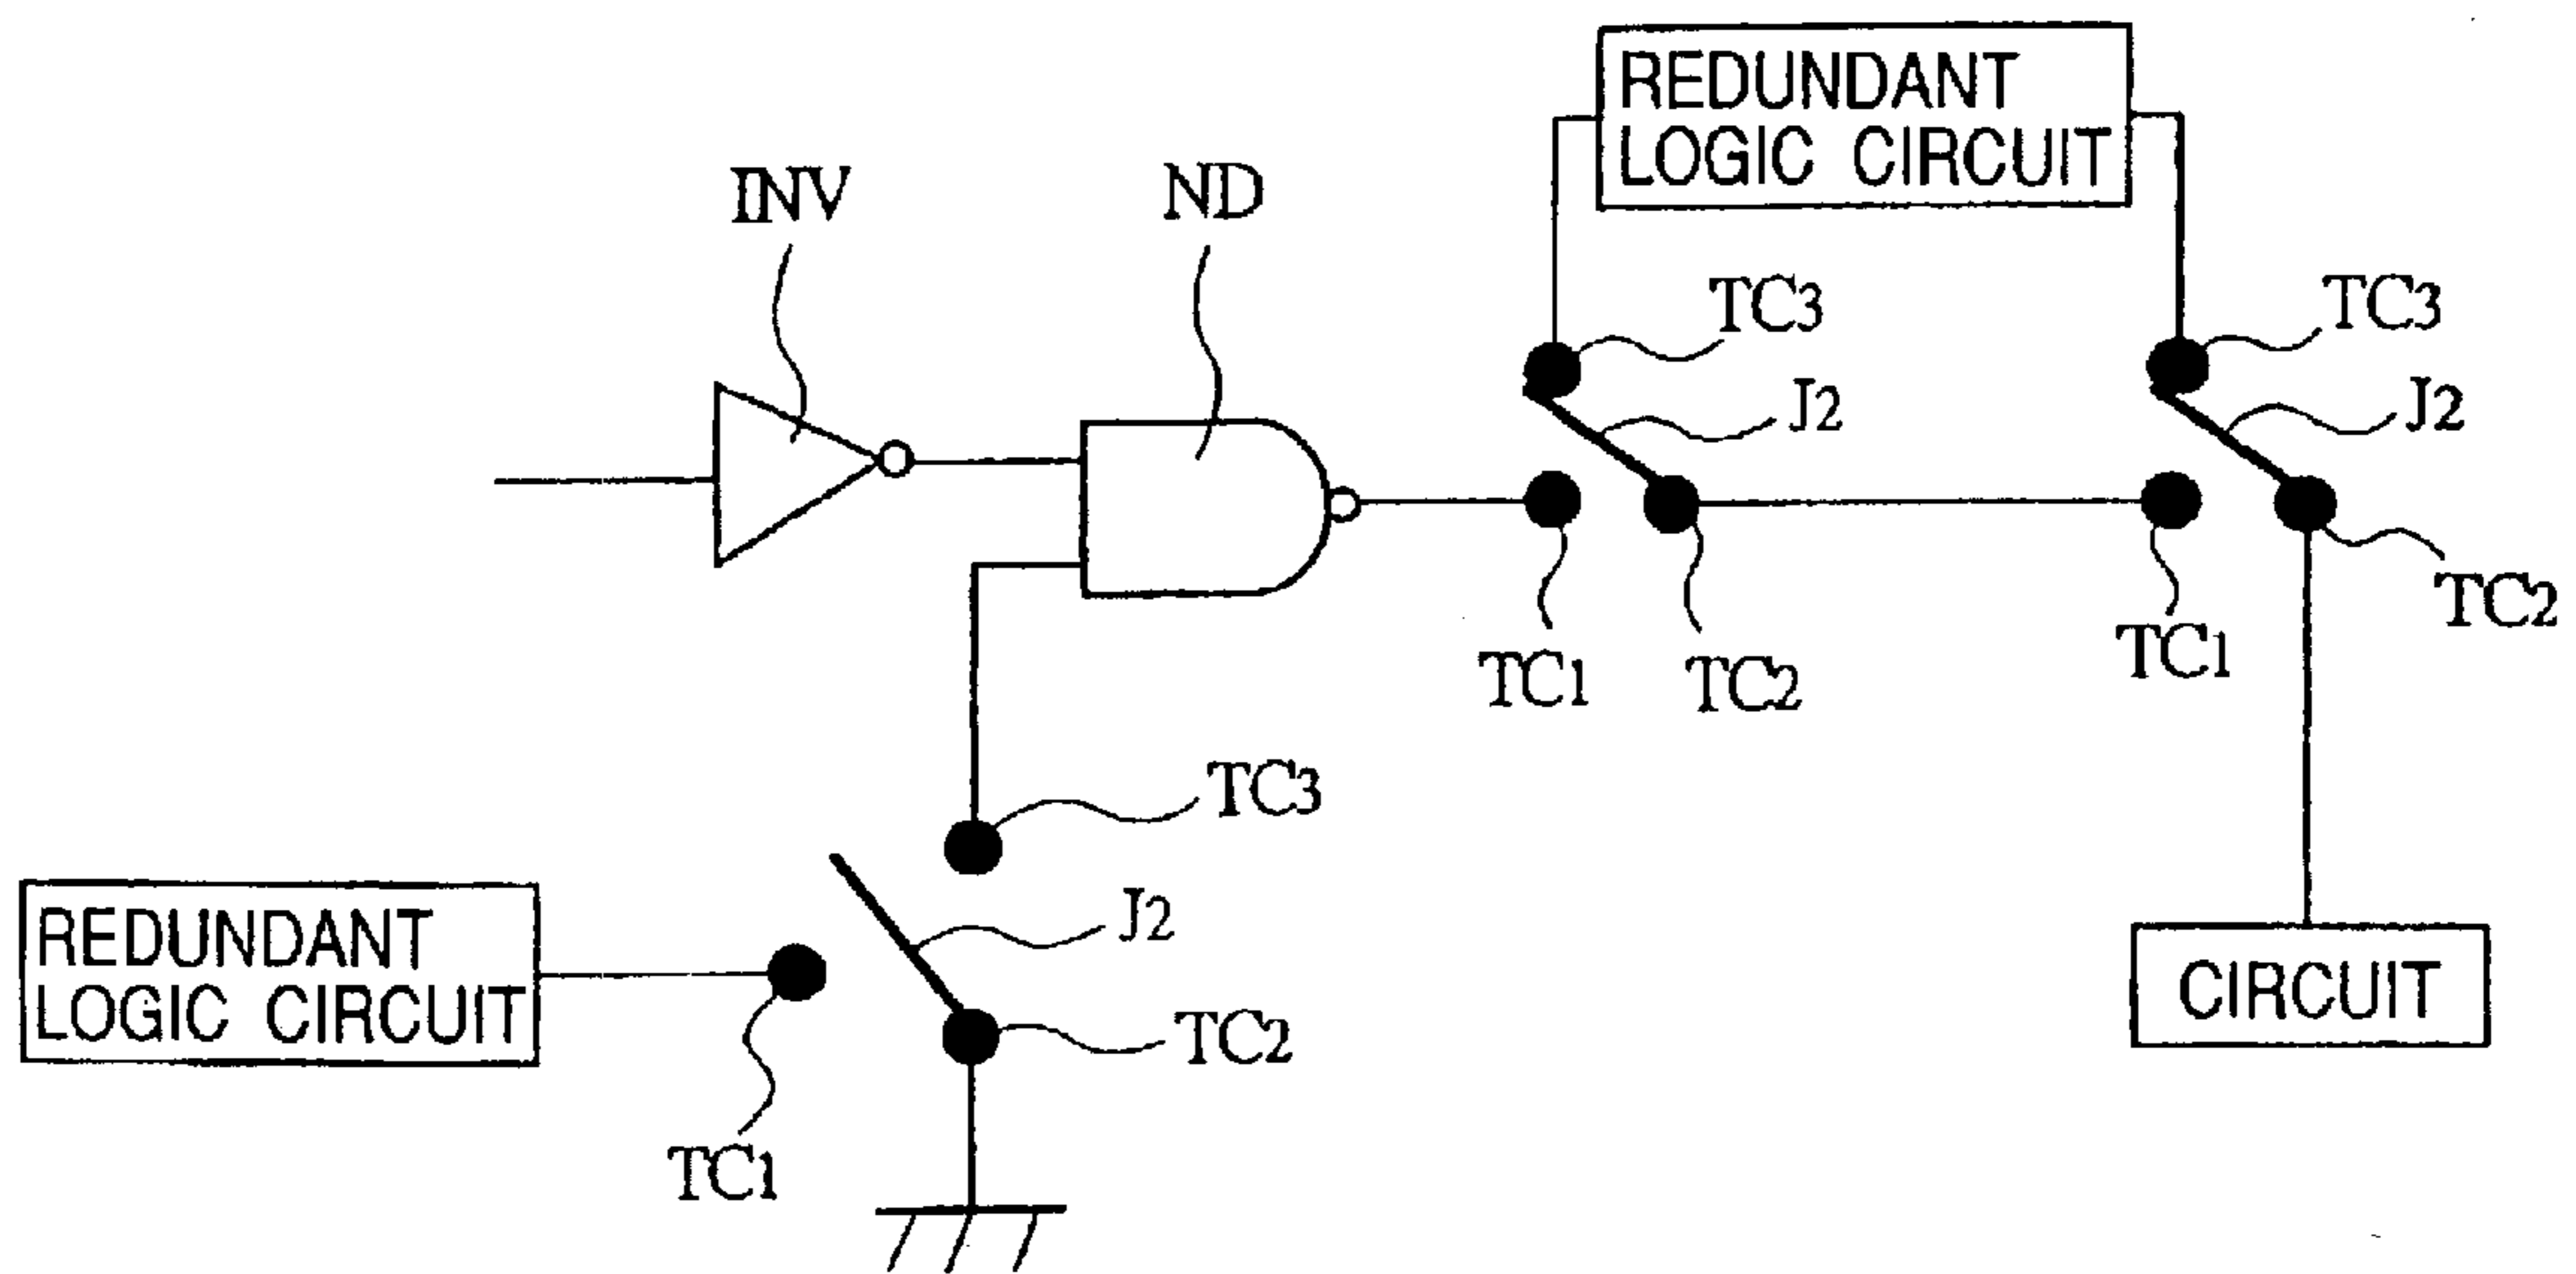 REDUNDANT
LOGIC CIRCUIT
INV
ND
TC3
TC3
J2
J2
TC1
TC2
TC1
TC2
TC3
J2
REDUNDANT
LOGIC CIRCUIT
TC2
TC1
CIRCUIT